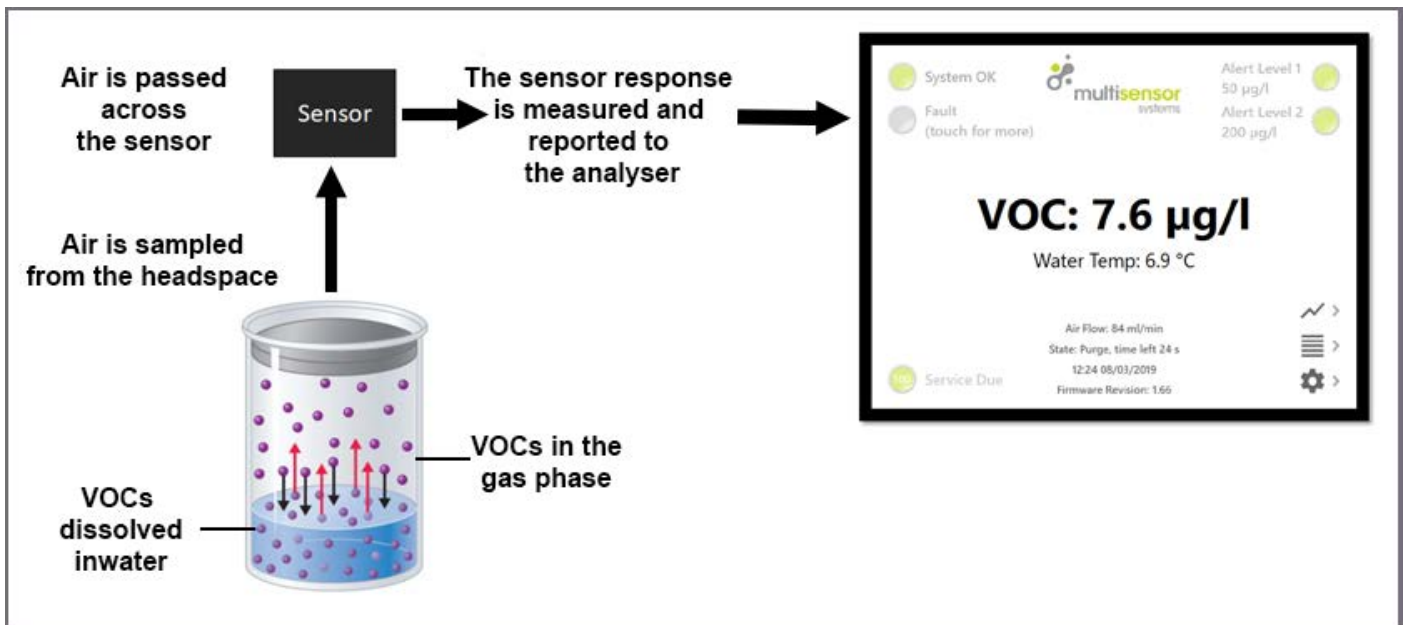 Air is passed
across
the sensor
Sensor
The sensor response
is measured and
reported to
the analyser
Air is sampled
from the headspace
VOCs in the
gas phase
VOCs
dissolved
inwater
System OK
Fault
(touch for more)
multisensor
systems
Alert Level 1
50 µg/l
Alert Level 2
200 µg/l
VOC: 7.6 µg/l
Water Temp: 6.9 °C
Air Flow: 84 ml/min
State: Purge, time left 24 s
12:24 08/03/2019
Firmware Revision: 1.66
100
Service Due